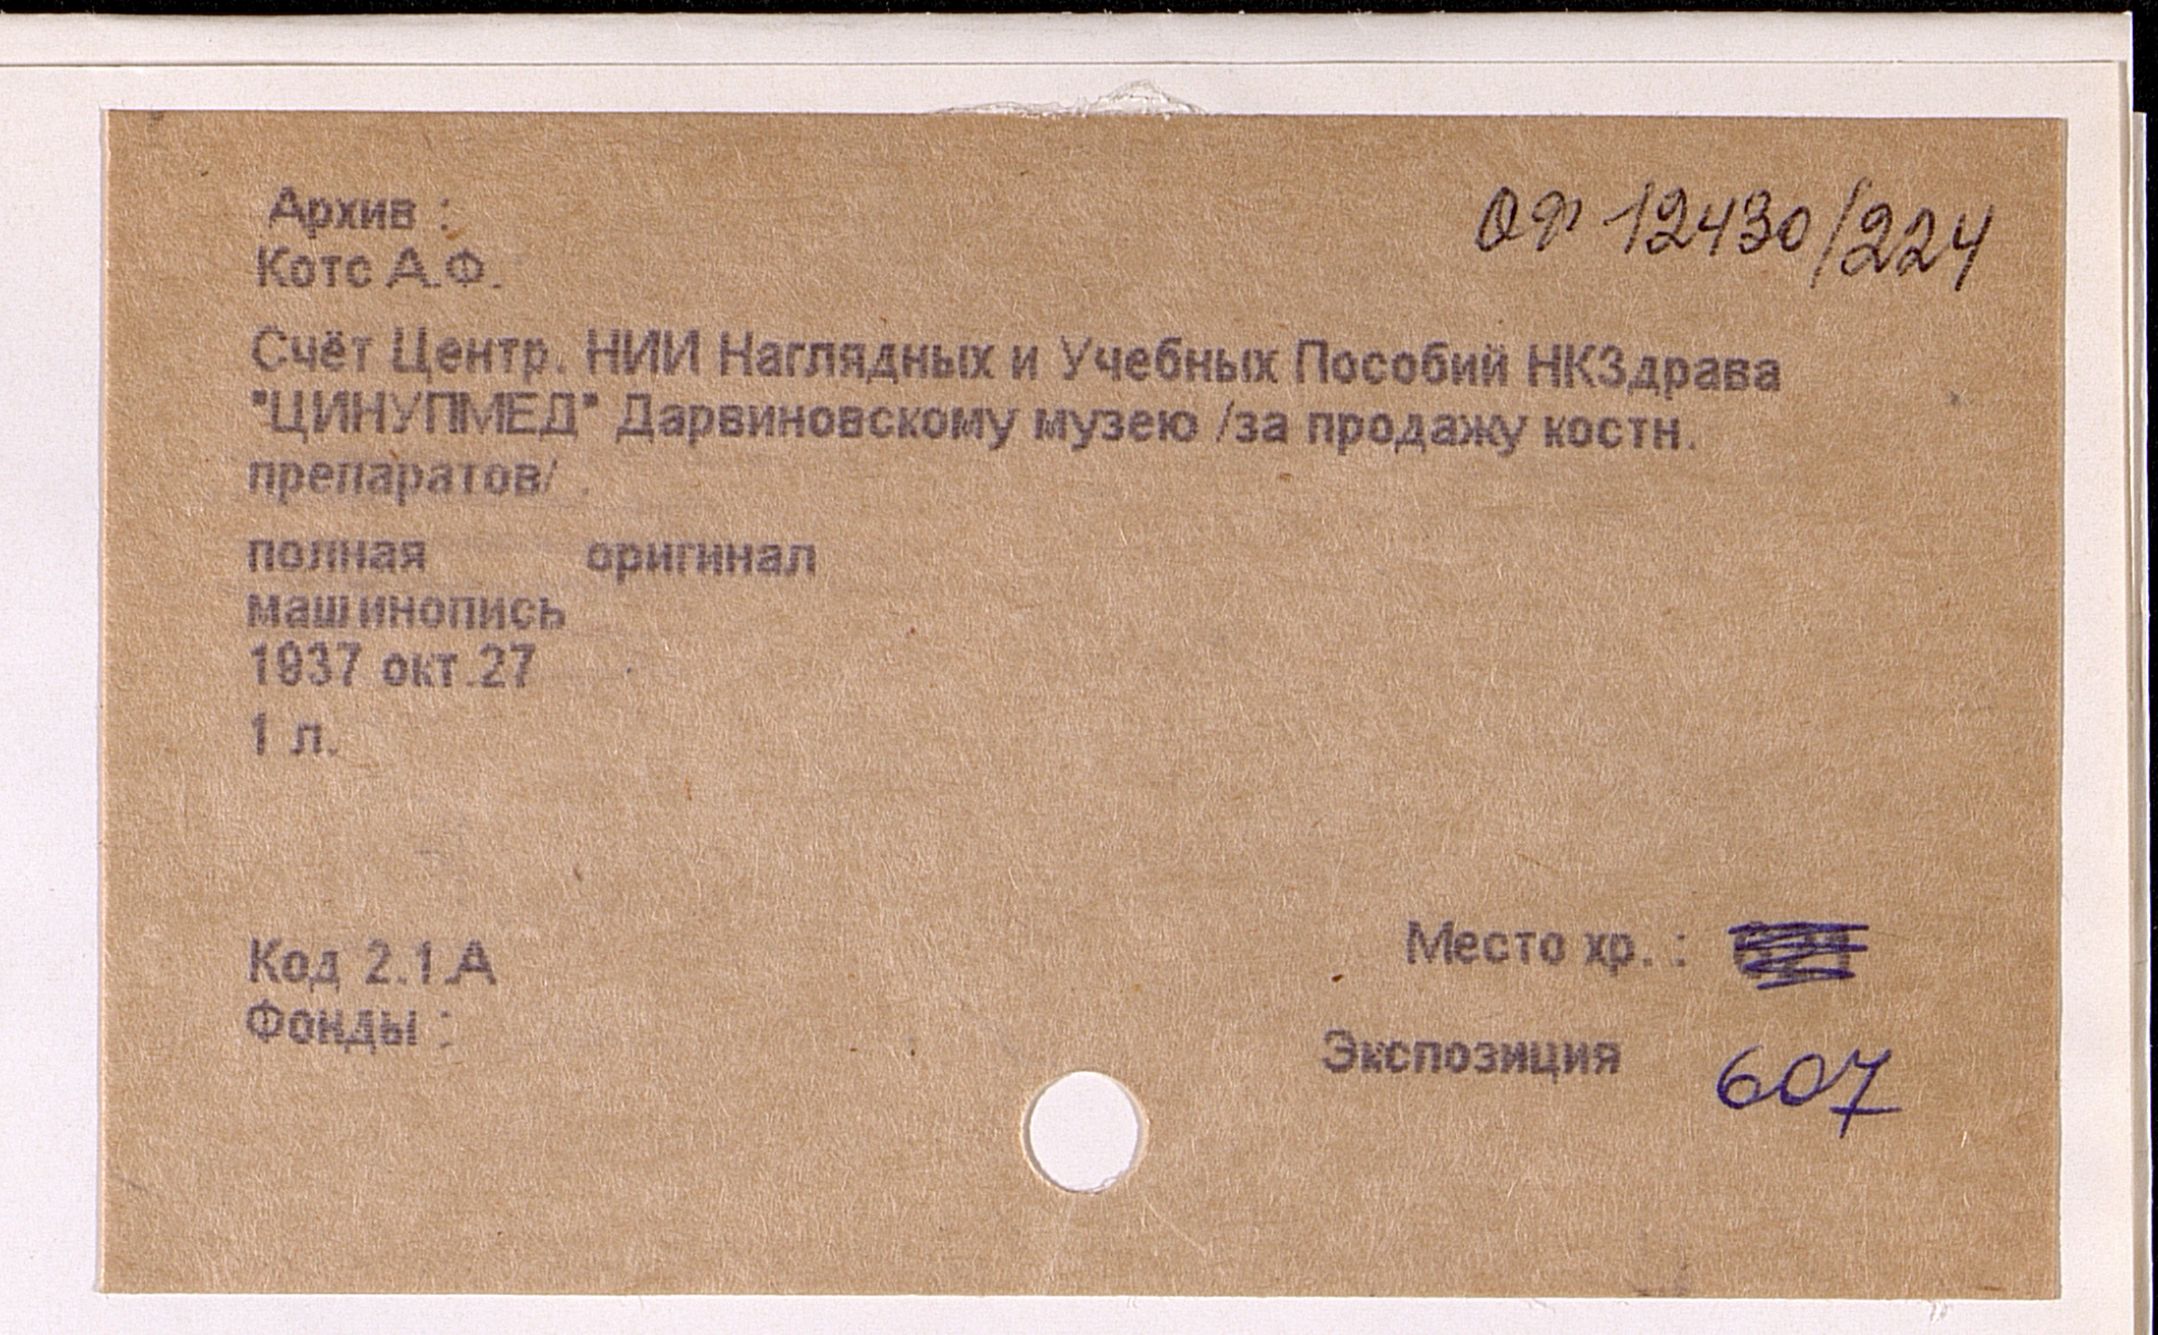 Архив :
ОФ 12430/224
Котс А.Ф.
Счёт Центр. НИИ Наглядных и Учебных Пособий НКЗдрава
"ЦИНУПМЕД" Дарвиновскому музею /за продажу костн.
препаратов/ .
полная оригинал
машинопись
1937 окт.27
1 л.
Код 2.1.А
Место хр. :
Фонды :
Экспозиция 607